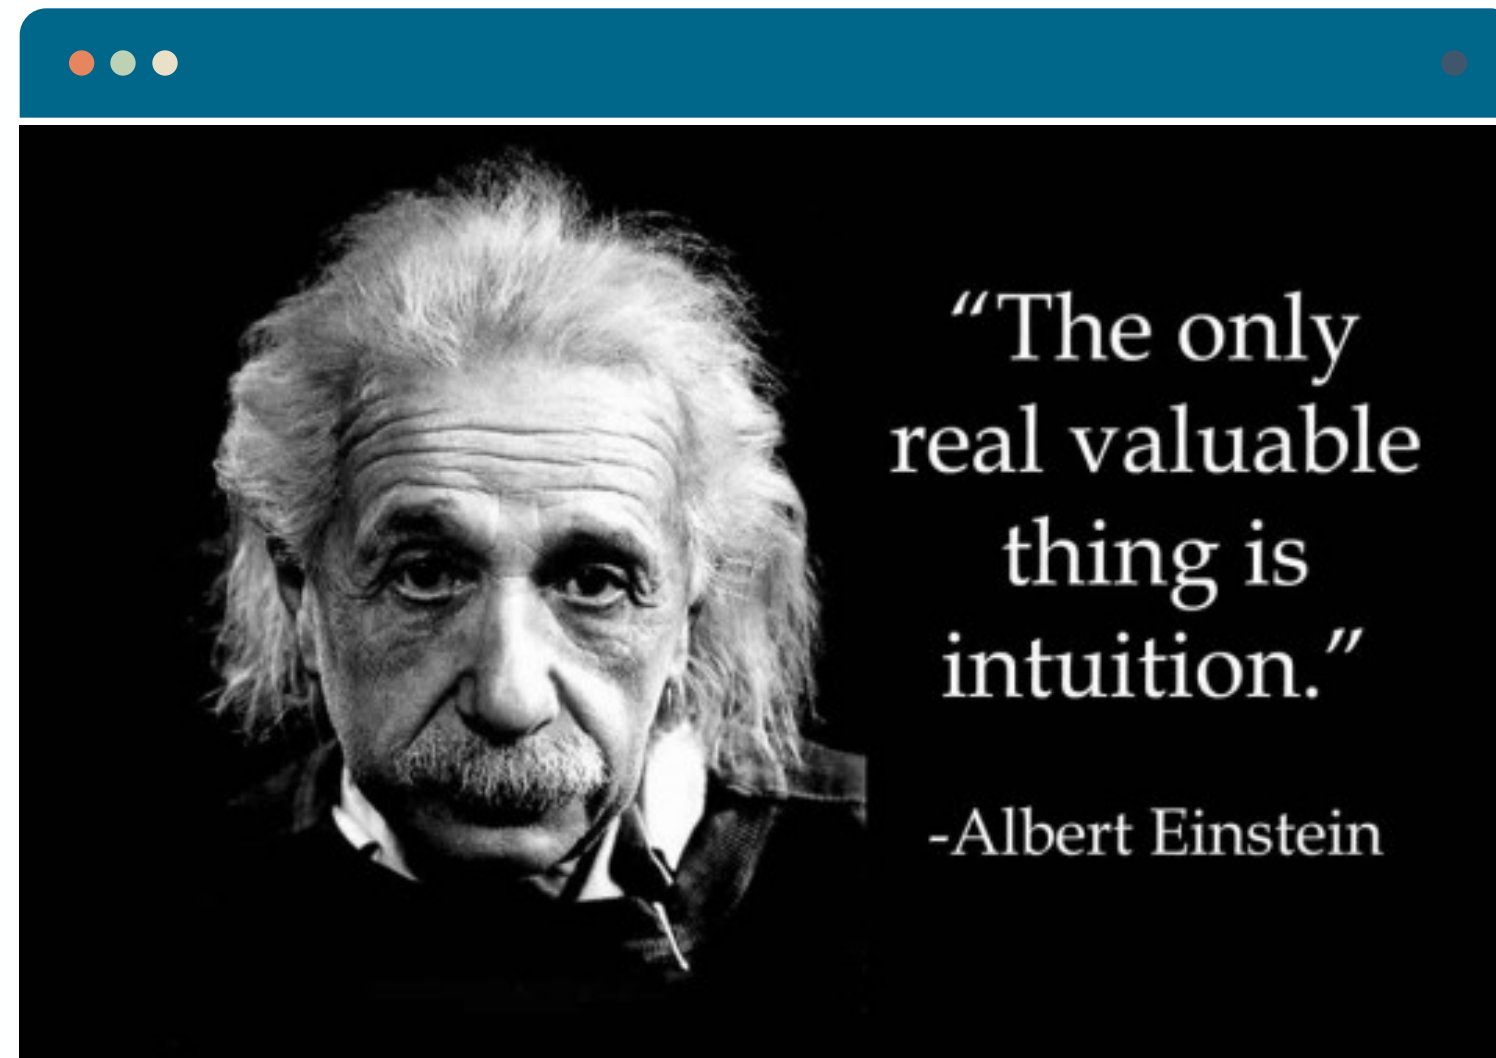 “The only
real valuable
thing is
intuition.”
-Albert Einstein